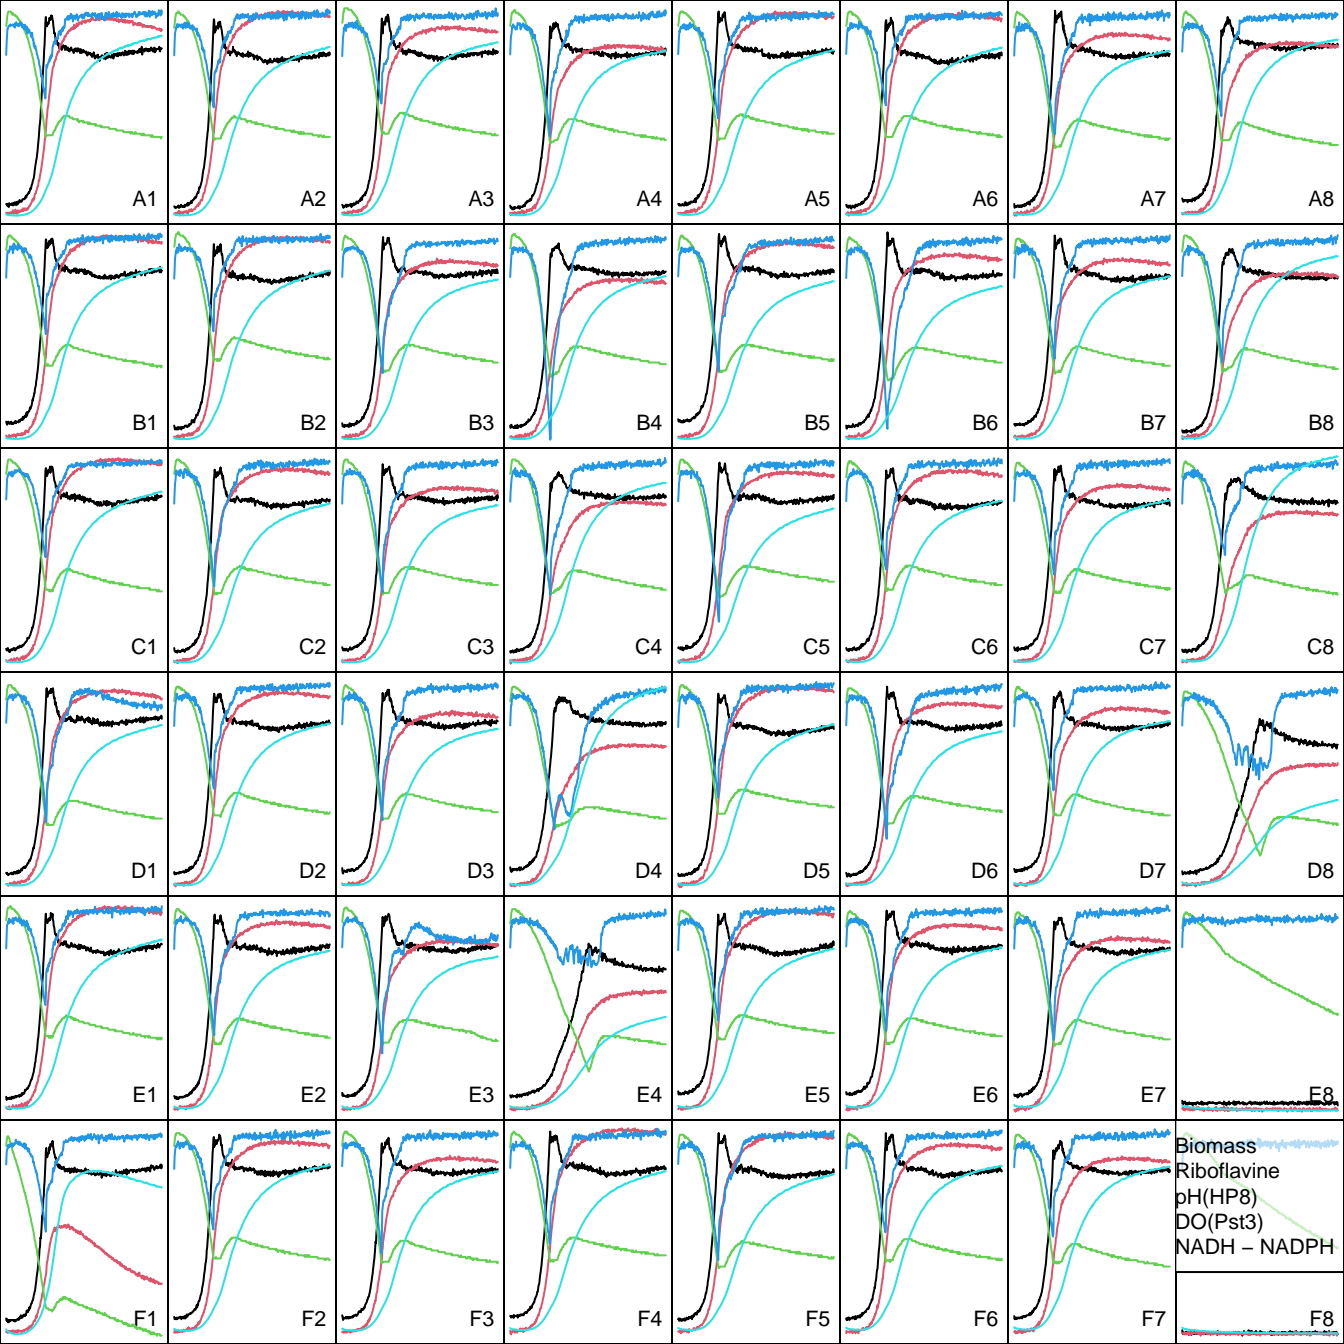 A1 A2 A3 A4 A5 A6 A7 A8
B1 B2 B3 B4 B5 B6 B7 B8
C1 C2 C3 C4 C5 C6 C7 C8
D1 D2 D3 D4 D5 D6 D7 D8
E1 E2 E3 E4 E5 E6 E7 E8
Biomass
Riboflavine
pH(HP8)
DO(Pst3)
NADH − NADPH
F1 F2 F3 F4 F5 F6 F7 F8